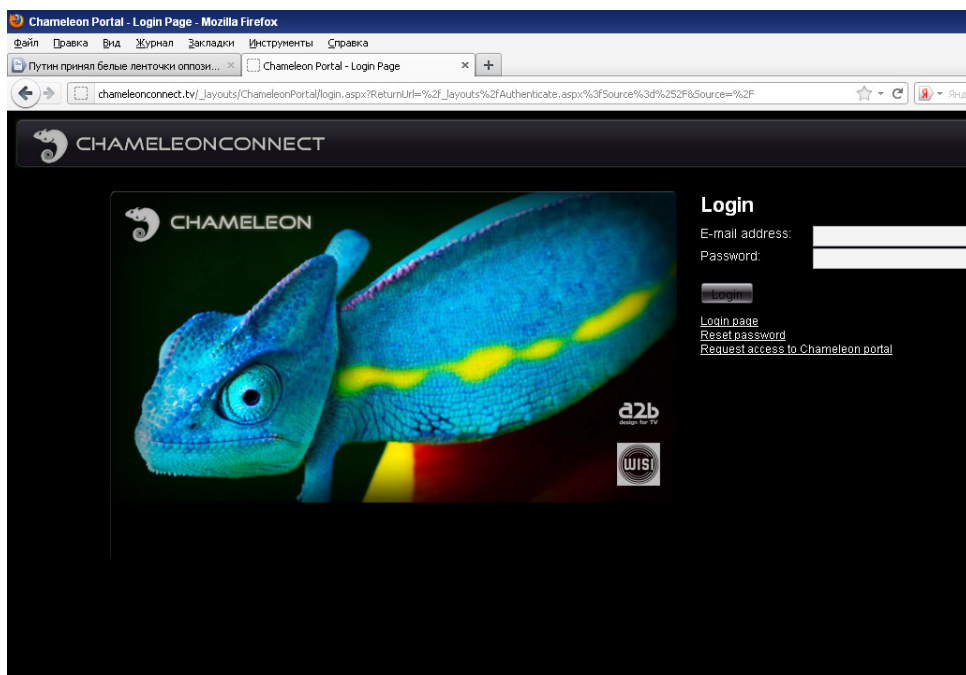 Chameleon Portal - Login Page - Mozilla Firefox
Файл Правка Вид Журнал Закладки Инструменты Справка
Путин принял белые ленточки оппози... × Chameleon Portal - Login Page × +
chameleonconnect.tv/_layouts/ChameleonPortal/login.aspx?ReturnUrl=%2f_layouts%2fAuthenticate.aspx%3fSource%3d%252F&Source=%2F Я Янд
CHAMELEONCONNECT
CHAMELEON
Login
E-mail address:
Password:
Login
Login page
Reset password
Request access to Chameleon portal
a2b
design for TV
WISI